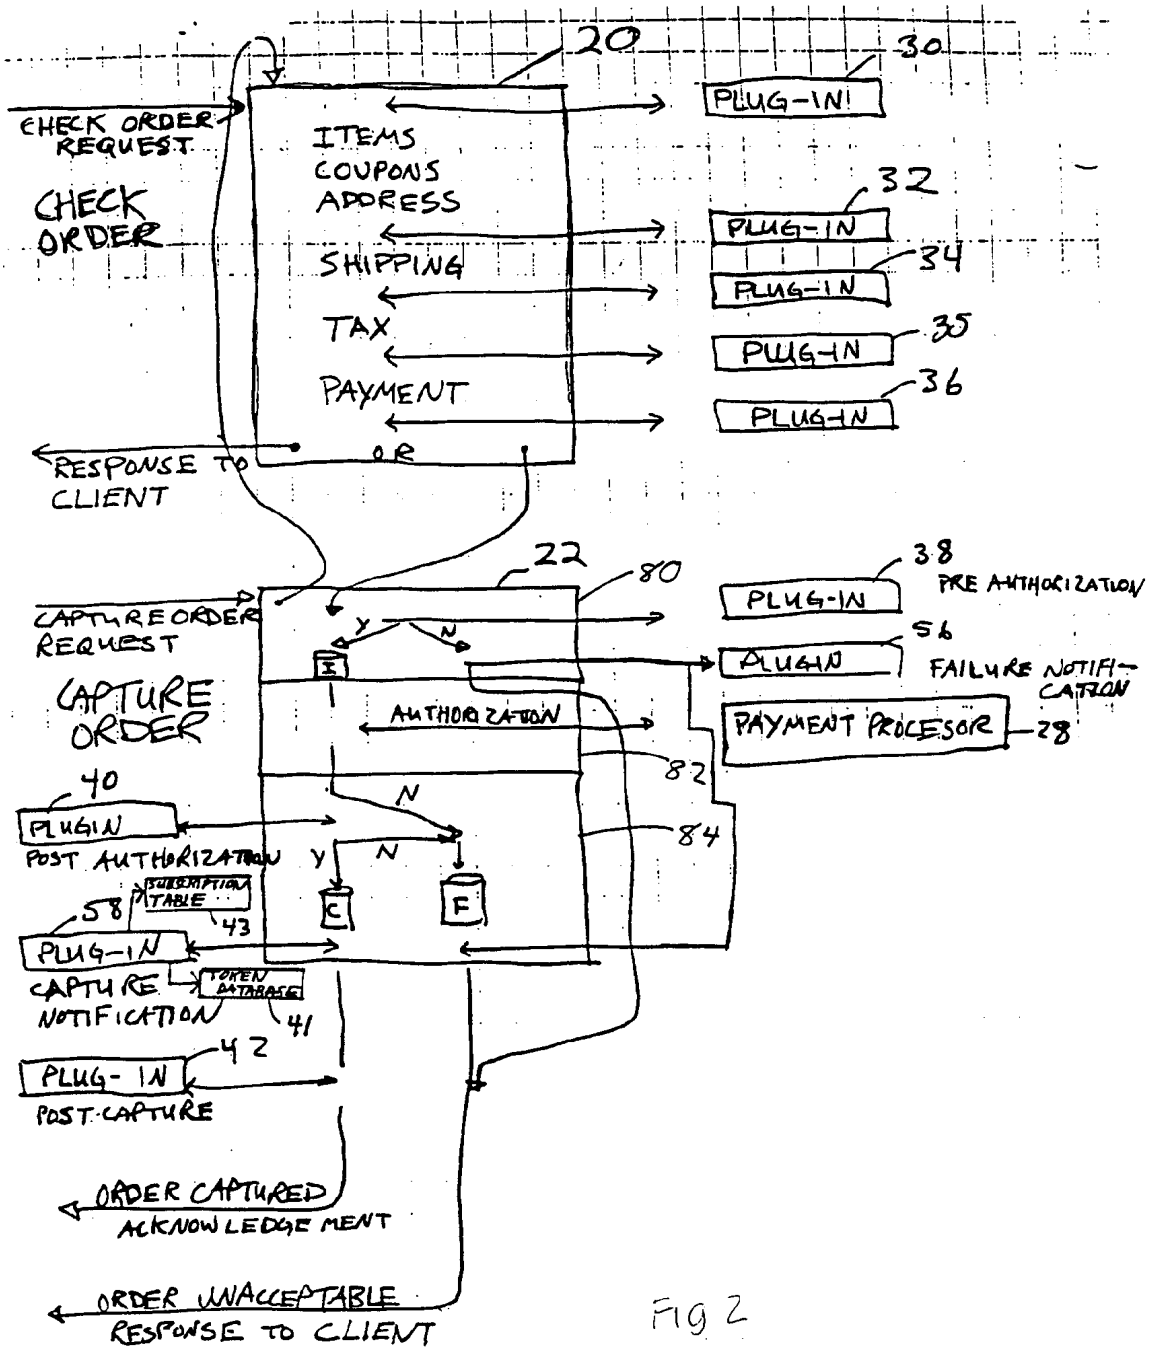 20
30
PLUG-IN
CHECK ORDER
REQUEST
ITEMS
COUPONS
ADDRESS
CHECK
ORDER
32
PLUG-IN
SHIPPING
34
PLUG-IN
TAX
35
PLUG-IN
PAYMENT
36
PLUG-IN
OR
RESPONSE TO
CLIENT
22
80
38
PRE AUTHORIZATION
PLUG-IN
CAPTURE ORDER
REQUEST
Y
N
I
56
PLUGIN
FAILURE NOTIFI-
CATION
CAPTURE
ORDER
AUTHORIZATION
PAYMENT PROCESOR
28
82
40
PLUGIN
N
84
POST AUTHORIZATION
Y
N
SUBSCRIPTION
TABLE
43
C
F
58
PLUG-IN
CAPTURE
NOTIFICATION
TOKEN
DATABASE
41
42
PLUG-IN
POST-CAPTURE
ORDER CAPTURED
ACKNOWLEDGEMENT
ORDER UNACCEPTABLE
RESPONSE TO CLIENT
Fig 2